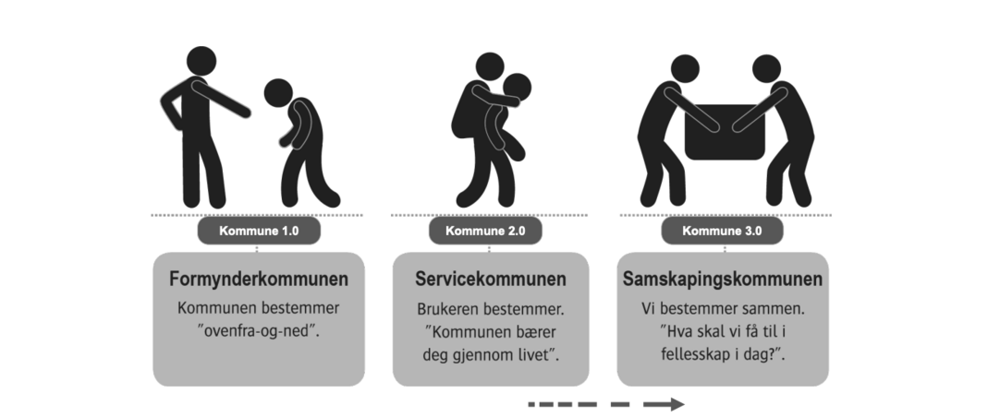 Kommune 1.0
Formynderkommunen
Kommunen bestemmer
”ovenfra-og-ned”.
Kommune 2.0
Servicekommunen
Brukeren bestemmer.
”Kommunen bærer
deg gjennom livet”.
Kommune 3.0
Samskapingskommunen
Vi bestemmer sammen.
”Hva skal vi få til i
fellesskap i dag?”.